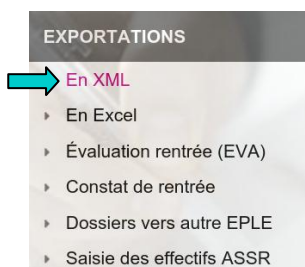 EXPORTATIONS
En XML
En Excel
Évaluation rentrée (EVA)
Constat de rentrée
Dossiers vers autre EPLE
Saisie des effectifs ASSR